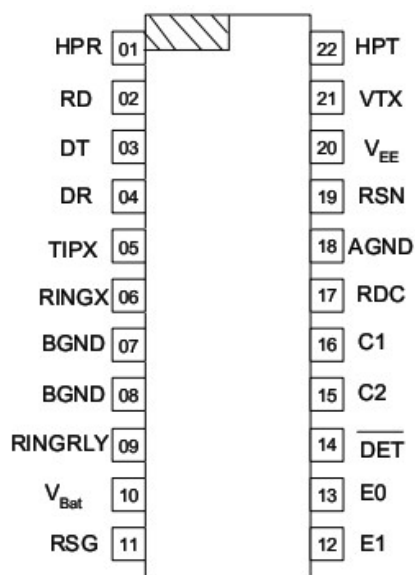 HPR 01 22 HPT
RD 02 21 VTX
DT 03 20 VEE
DR 04 19 RSN
TIPX 05 18 AGND
RINGX 06 17 RDC
BGND 07 16 C1
BGND 08 15 C2
RINGRLY 09 14 DET
VBat 10 13 E0
RSG 11 12 E1